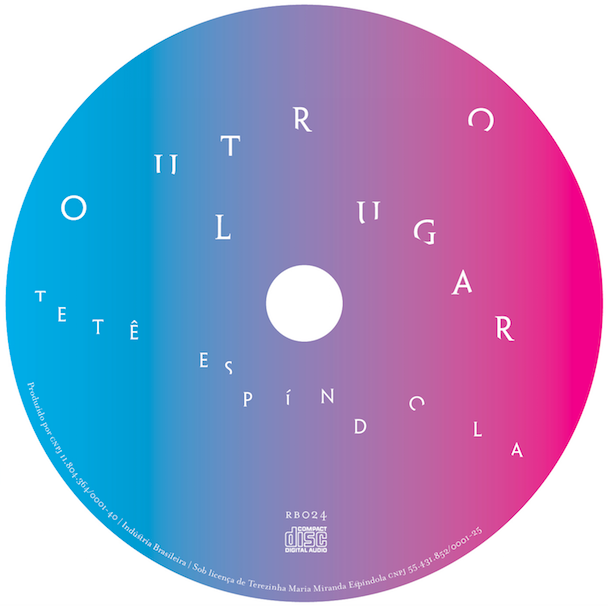 OUTRO
LUGAR
TETÊ
ESPÍNDOLA
RB024
COMPACT
disc
DIGITAL AUDIO
Produzido por CNPJ 11.804.364/0001-40 | Indústria Brasileira | Sob licença de Terezinha Maria Miranda Espíndola CNPJ 55.431.852/0001-25